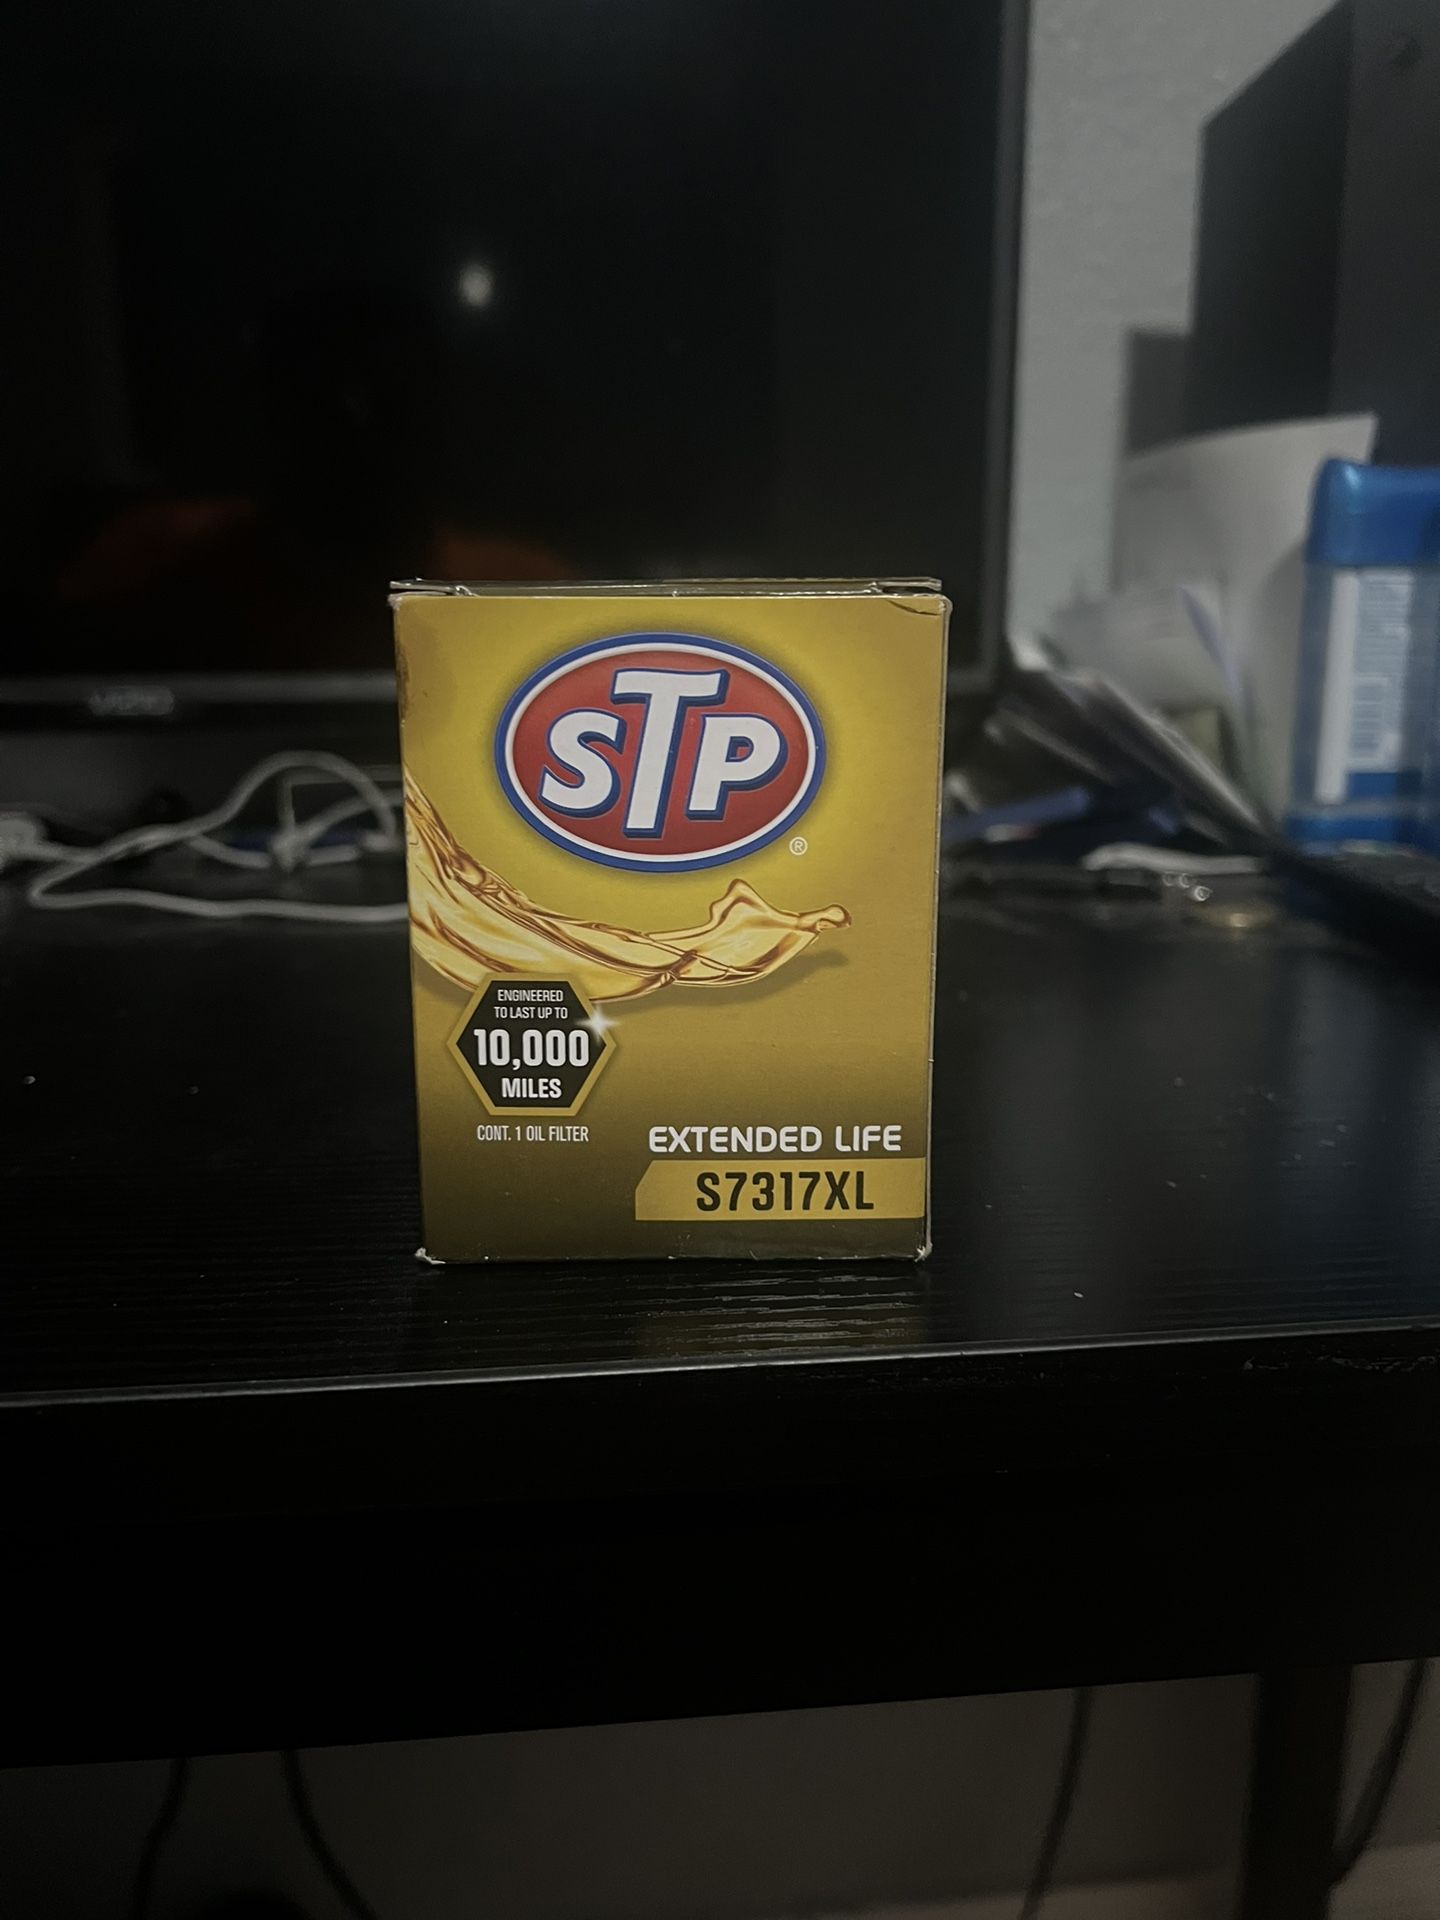 STP
®
ENGINEERED
TO LAST UP TO
10,000
MILES
CONT. 1 OIL FILTER
EXTENDED LIFE
S7317XL